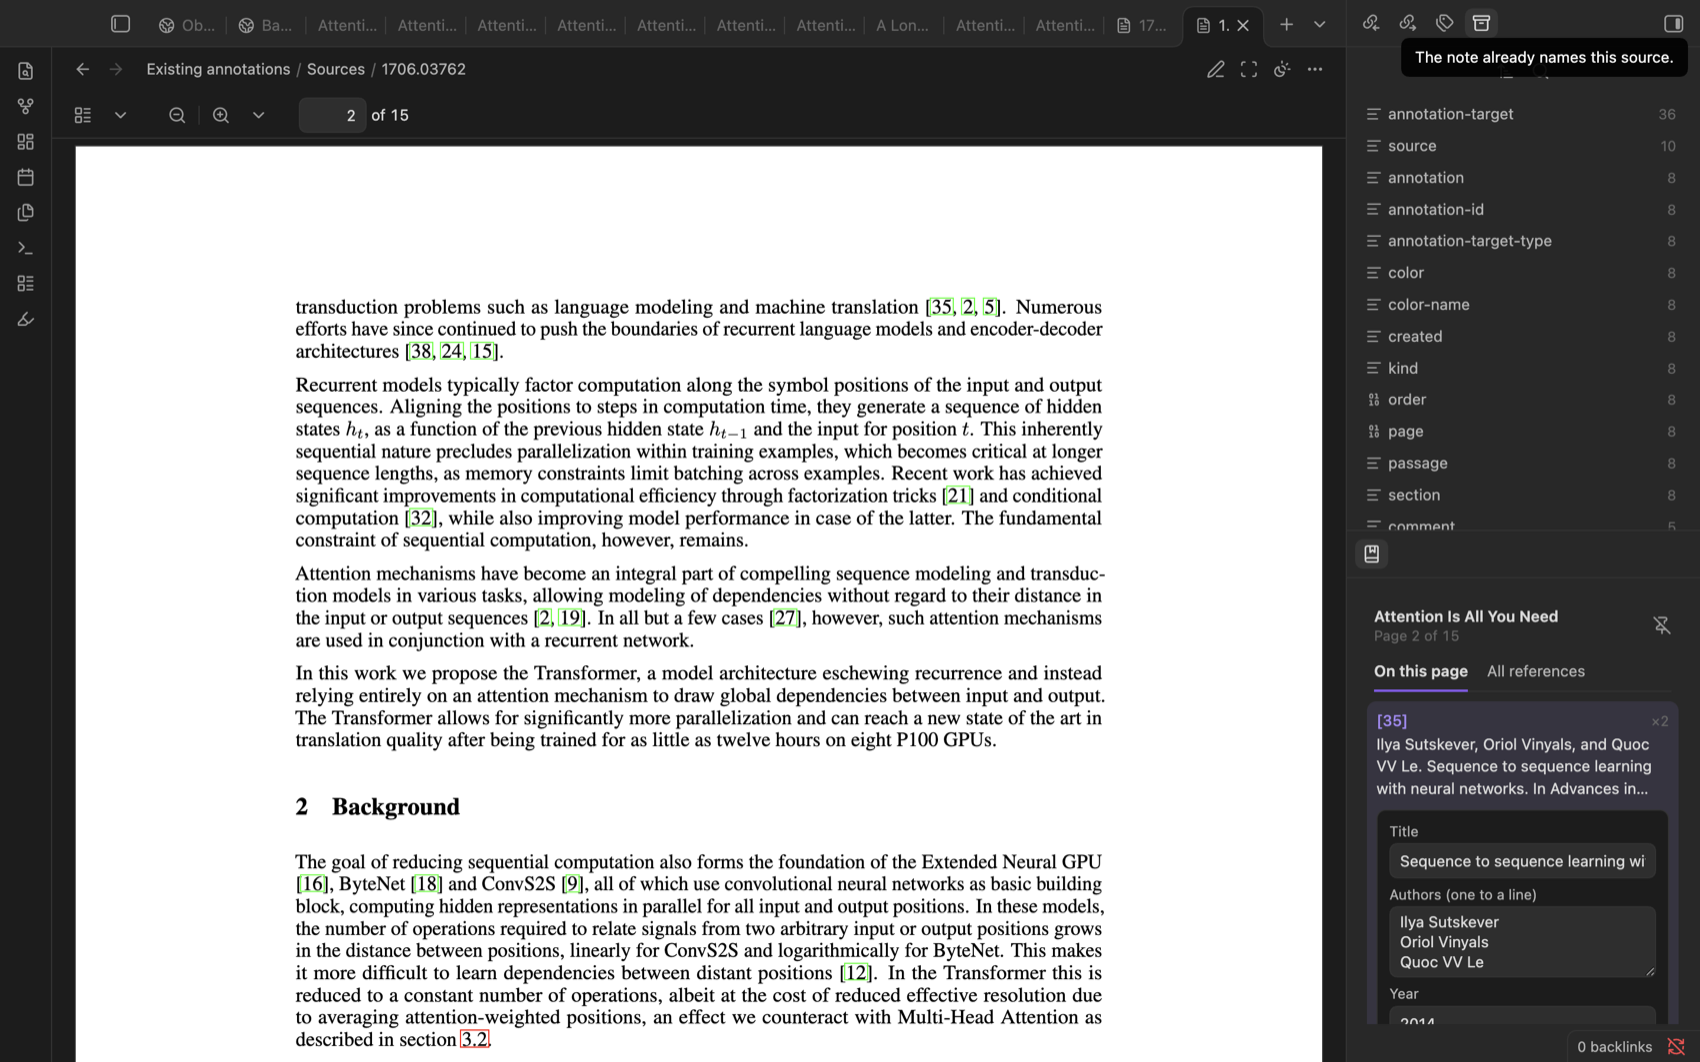 Ob...
Ba...
Attenti...
Attenti...
Attenti...
Attenti...
Attenti...
Attenti...
Attenti...
A Lon...
Attenti...
Attenti...
17...
1.
The note already names this source.
Existing annotations / Sources / 1706.03762
2 of 15
transduction problems such as language modeling and machine translation [35, 2, 5]. Numerous
efforts have since continued to push the boundaries of recurrent language models and encoder-decoder
architectures [38, 24, 15].
Recurrent models typically factor computation along the symbol positions of the input and output
sequences. Aligning the positions to steps in computation time, they generate a sequence of hidden
states hₜ, as a function of the previous hidden state hₜ₋₁ and the input for position t. This inherently
sequential nature precludes parallelization within training examples, which becomes critical at longer
sequence lengths, as memory constraints limit batching across examples. Recent work has achieved
significant improvements in computational efficiency through factorization tricks [21] and conditional
computation [32], while also improving model performance in case of the latter. The fundamental
constraint of sequential computation, however, remains.
Attention mechanisms have become an integral part of compelling sequence modeling and transduc-
tion models in various tasks, allowing modeling of dependencies without regard to their distance in
the input or output sequences [2, 19]. In all but a few cases [27], however, such attention mechanisms
are used in conjunction with a recurrent network.
In this work we propose the Transformer, a model architecture eschewing recurrence and instead
relying entirely on an attention mechanism to draw global dependencies between input and output.
The Transformer allows for significantly more parallelization and can reach a new state of the art in
translation quality after being trained for as little as twelve hours on eight P100 GPUs.
2 Background
The goal of reducing sequential computation also forms the foundation of the Extended Neural GPU
[16], ByteNet [18] and ConvS2S [9], all of which use convolutional neural networks as basic building
block, computing hidden representations in parallel for all input and output positions. In these models,
the number of operations required to relate signals from two arbitrary input or output positions grows
in the distance between positions, linearly for ConvS2S and logarithmically for ByteNet. This makes
it more difficult to learn dependencies between distant positions [12]. In the Transformer this is
reduced to a constant number of operations, albeit at the cost of reduced effective resolution due
to averaging attention-weighted positions, an effect we counteract with Multi-Head Attention as
described in section 3.2.
annotation-target 36
source 10
annotation 8
annotation-id 8
annotation-target-type 8
color 8
color-name 8
created 8
kind 8
order 8
page 8
passage 8
section 8
comment 5
Attention Is All You Need
Page 2 of 15
On this page All references
[35] ×2
Ilya Sutskever, Oriol Vinyals, and Quoc
VV Le. Sequence to sequence learning
with neural networks. In Advances in...
Title
Sequence to sequence learning wi
Authors (one to a line)
Ilya Sutskever
Oriol Vinyals
Quoc VV Le
Year
2014
0 backlinks